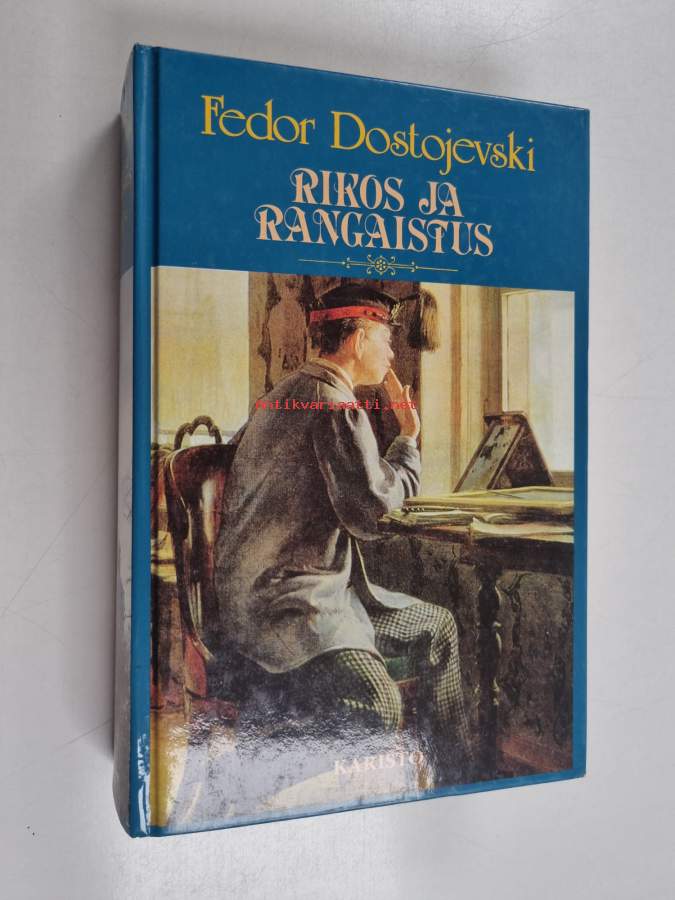 Fedor Dostojevski
RIKOS JA
RANGAISTUS
antikvariaatti.net
KARISTO